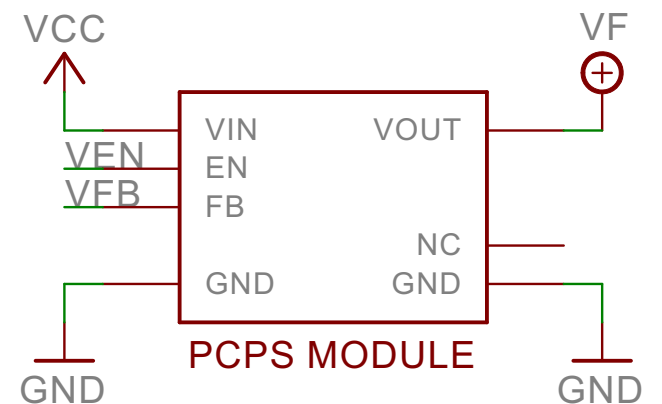 VCC VF
VIN VOUT
VEN EN
VFB FB
NC
GND GND
PCPS MODULE
GND GND